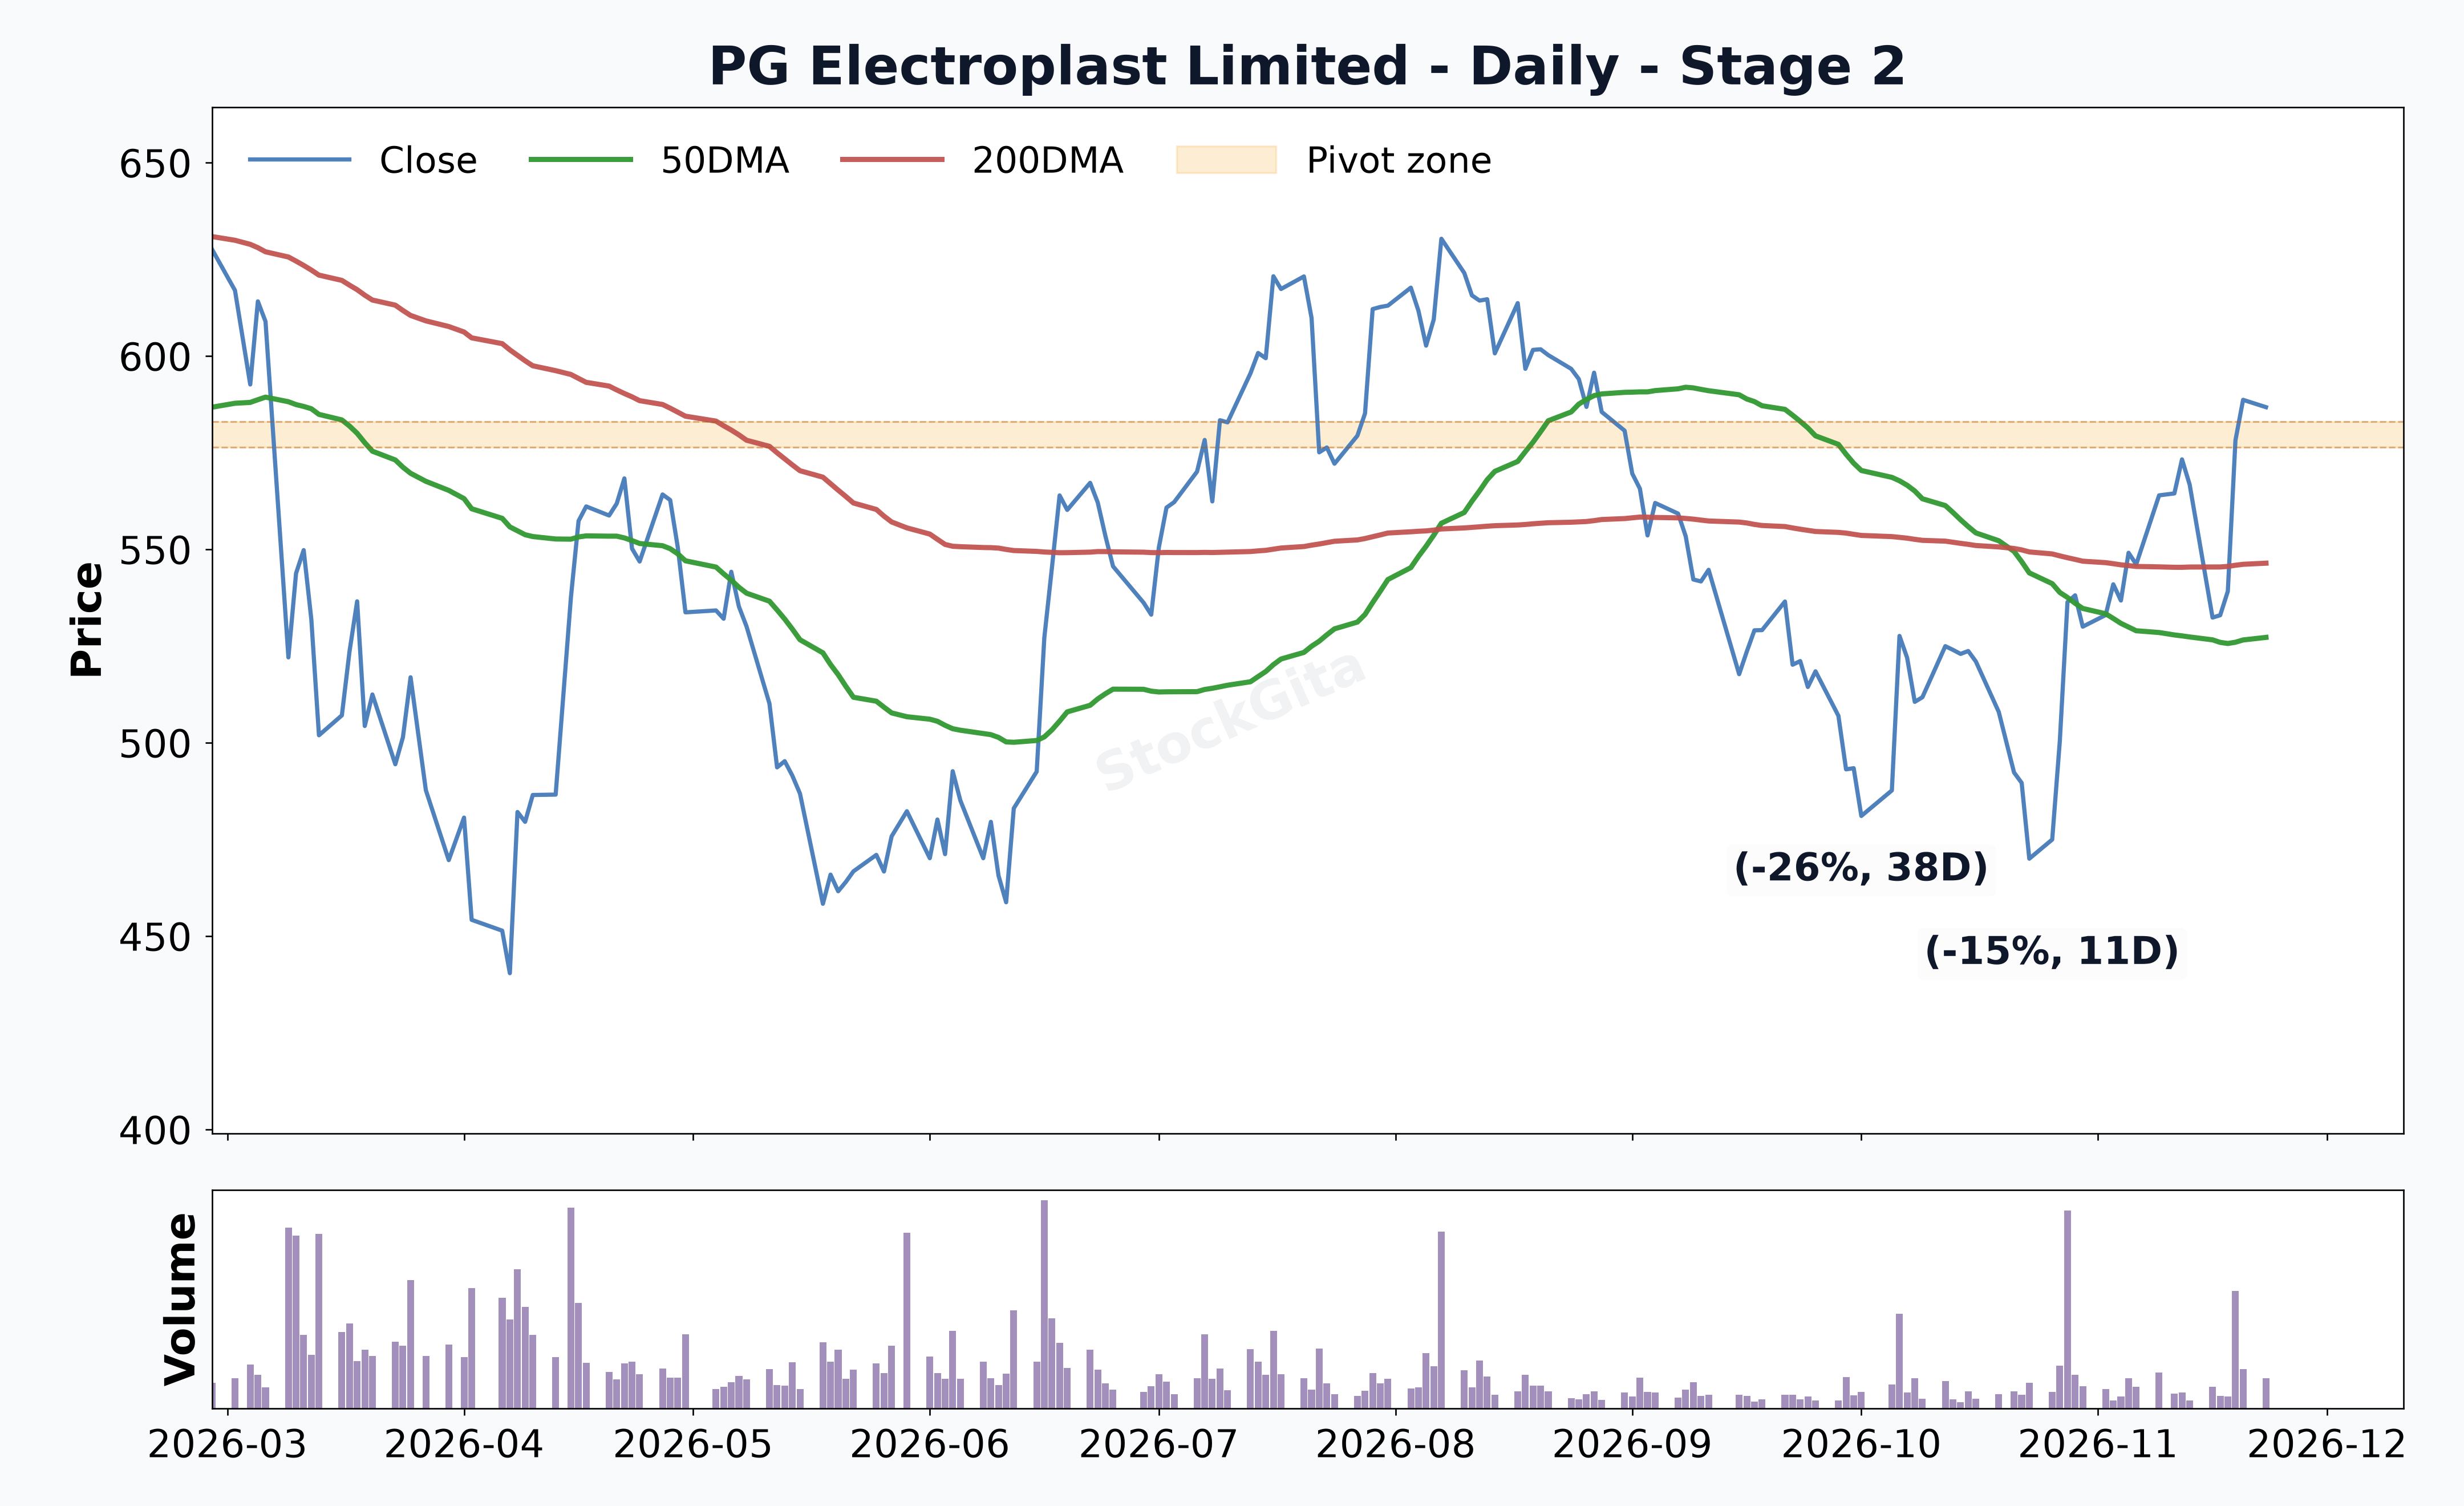 PG Electroplast Limited - Daily - Stage 2
Close 50DMA 200DMA Pivot zone
650
600
550
500
450
400
Price
StockGita
(-26%, 38D)
(-15%, 11D)
Volume
2026-03 2026-04 2026-05 2026-06 2026-07 2026-08 2026-09 2026-10 2026-11 2026-12